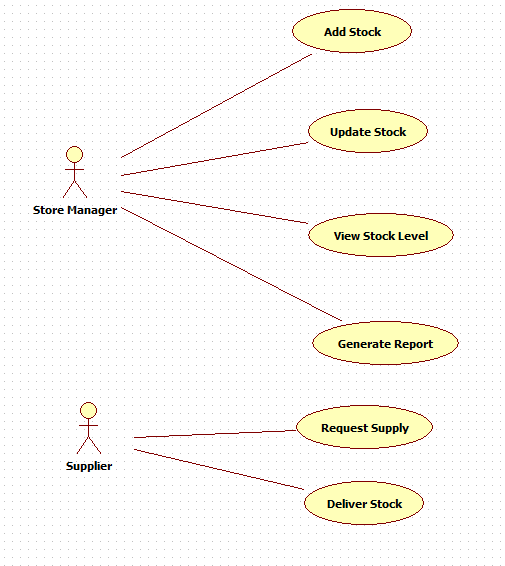 Add Stock
Update Stock
Store Manager
View Stock Level
Generate Report
Request Supply
Supplier
Deliver Stock